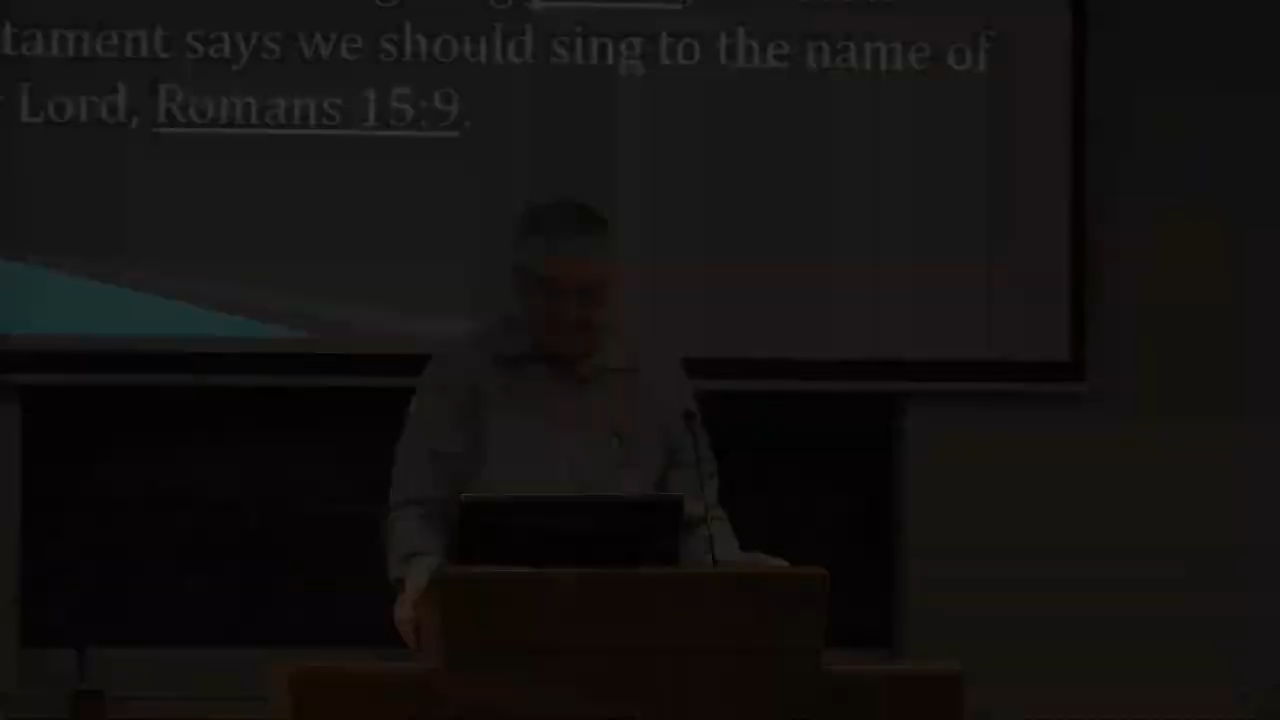 tament says we should sing to the name of
Lord, Romans 15:9.